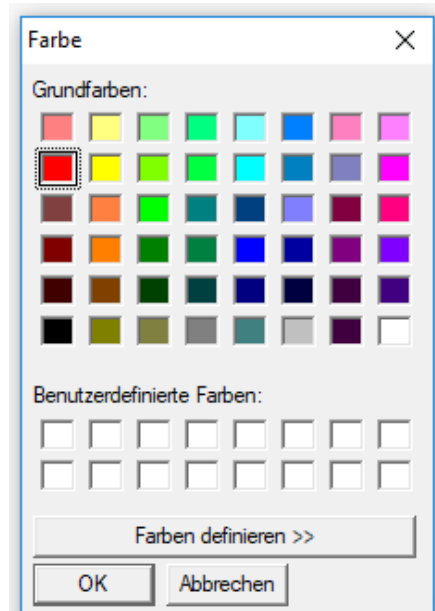 Farbe
Grundfarben:
Benutzerdefinierte Farben:
Farben definieren >>
OK Abbrechen